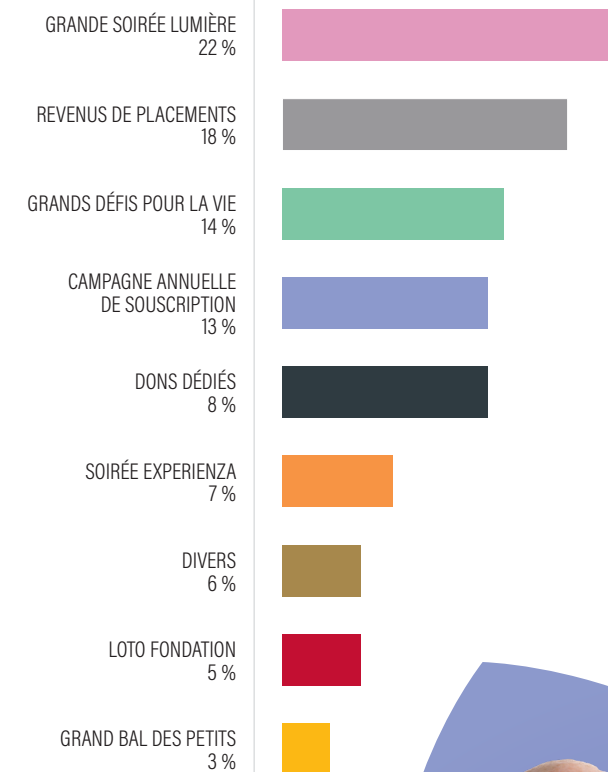 GRANDE SOIRÉE LUMIÈRE
22 %
REVENUS DE PLACEMENTS
18 %
GRANDS DÉFIS POUR LA VIE
14 %
CAMPAGNE ANNUELLE
DE SOUSCRIPTION
13 %
DONS DÉDIÉS
8 %
SOIRÉE EXPERIENZA
7 %
DIVERS
6 %
LOTO FONDATION
5 %
GRAND BAL DES PETITS
3 %